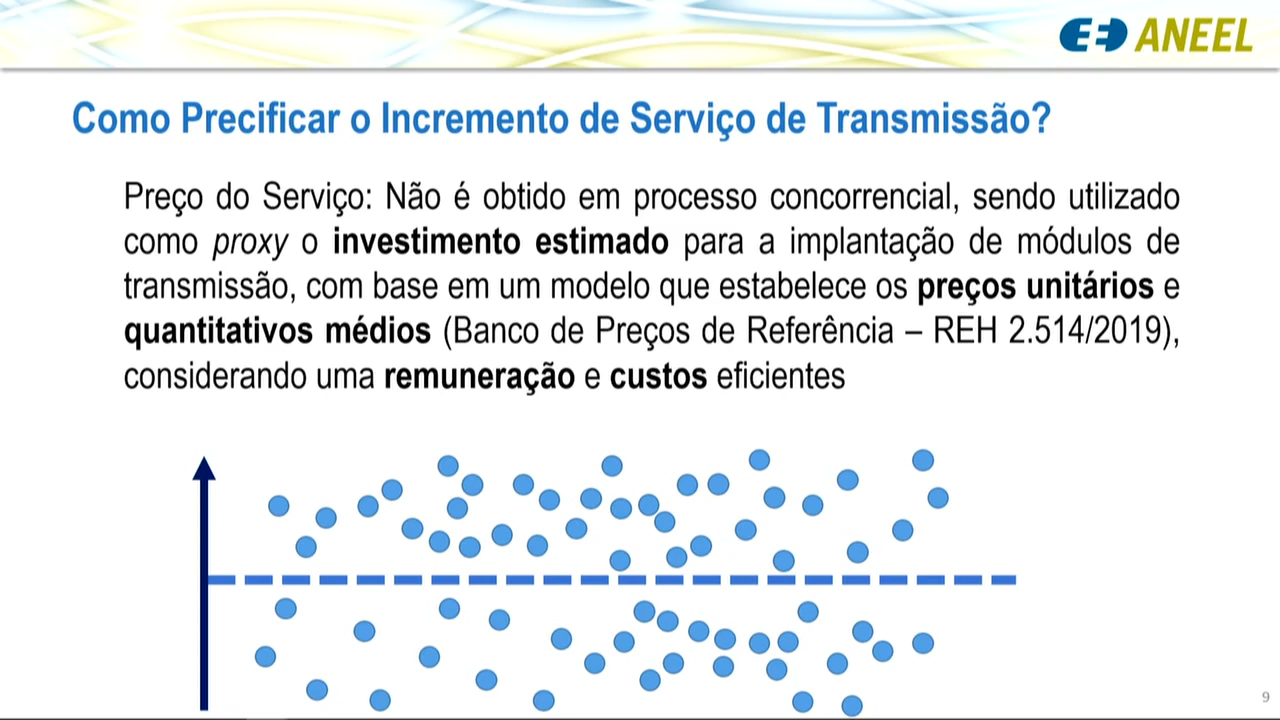 ANEEL
Como Precificar o Incremento de Serviço de Transmissão?
Preço do Serviço: Não é obtido em processo concorrencial, sendo utilizado
como proxy o investimento estimado para a implantação de módulos de
transmissão, com base em um modelo que estabelece os preços unitários e
quantitativos médios (Banco de Preços de Referência – REH 2.514/2019),
considerando uma remuneração e custos eficientes
9